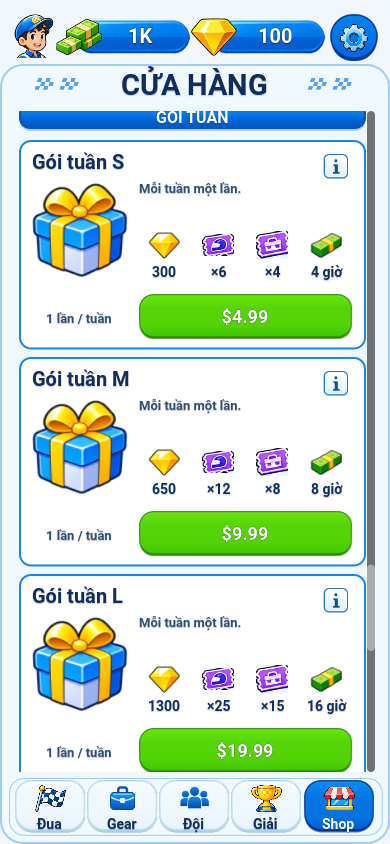 1K
100
CỬA HÀNG
GÓI TUẦN
Gói tuần S
Mỗi tuần một lần.
300
×6
×4
4 giờ
1 lần / tuần
$4.99
Gói tuần M
Mỗi tuần một lần.
650
×12
×8
8 giờ
1 lần / tuần
$9.99
Gói tuần L
Mỗi tuần một lần.
1300
×25
×15
16 giờ
1 lần / tuần
$19.99
Đua
Gear
Đội
Giải
Shop